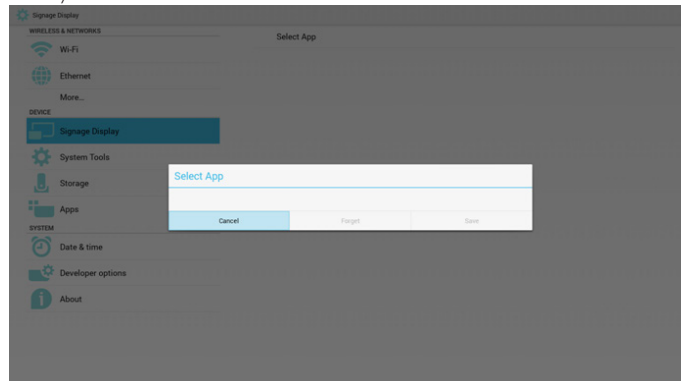 Signage Display
WIRELESS & NETWORKS
Select App
Wi-Fi
Ethernet
More...
DEVICE
Signage Display
System Tools
Storage
Apps
SYSTEM
Date & time
Developer options
About
Select App
Cancel
Forget
Save